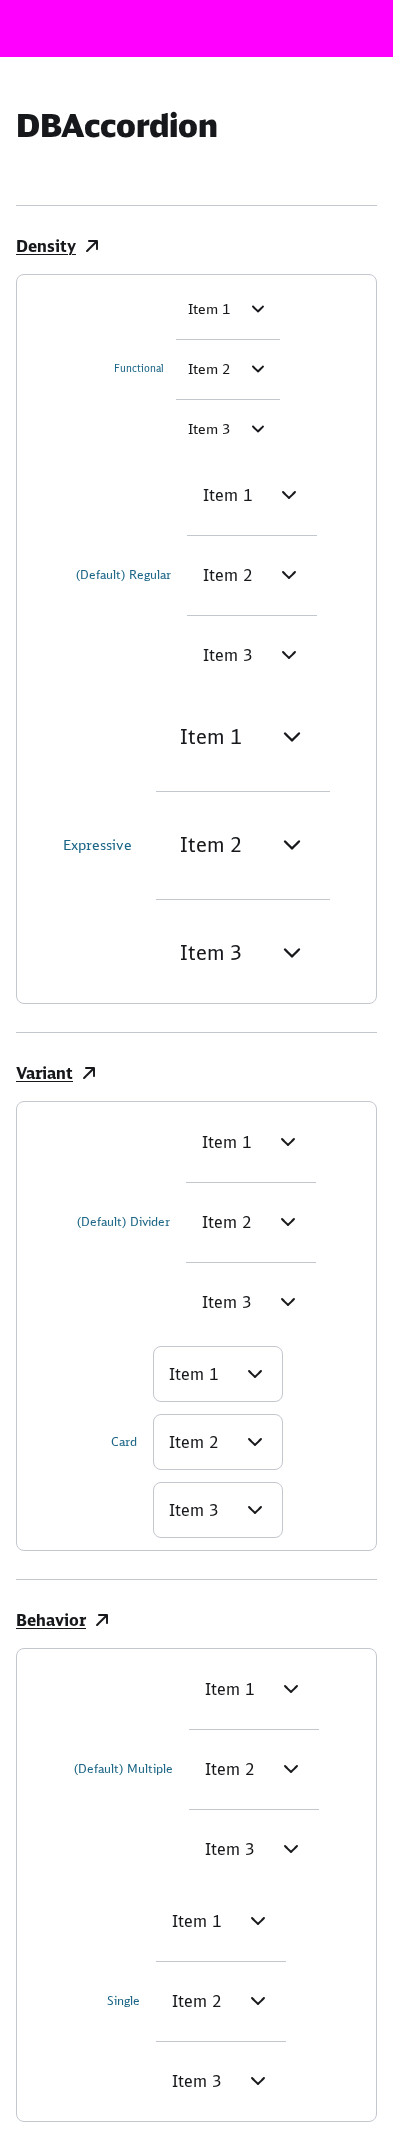 DBAccordion
Density
Item 1
Functional Item 2
Item 3
Item 1
(Default) Regular Item 2
Item 3
Item 1
Expressive Item 2
Item 3
Variant
Item 1
(Default) Divider Item 2
Item 3
Item 1
Card Item 2
Item 3
Behavior
Item 1
(Default) Multiple Item 2
Item 3
Item 1
Single Item 2
Item 3